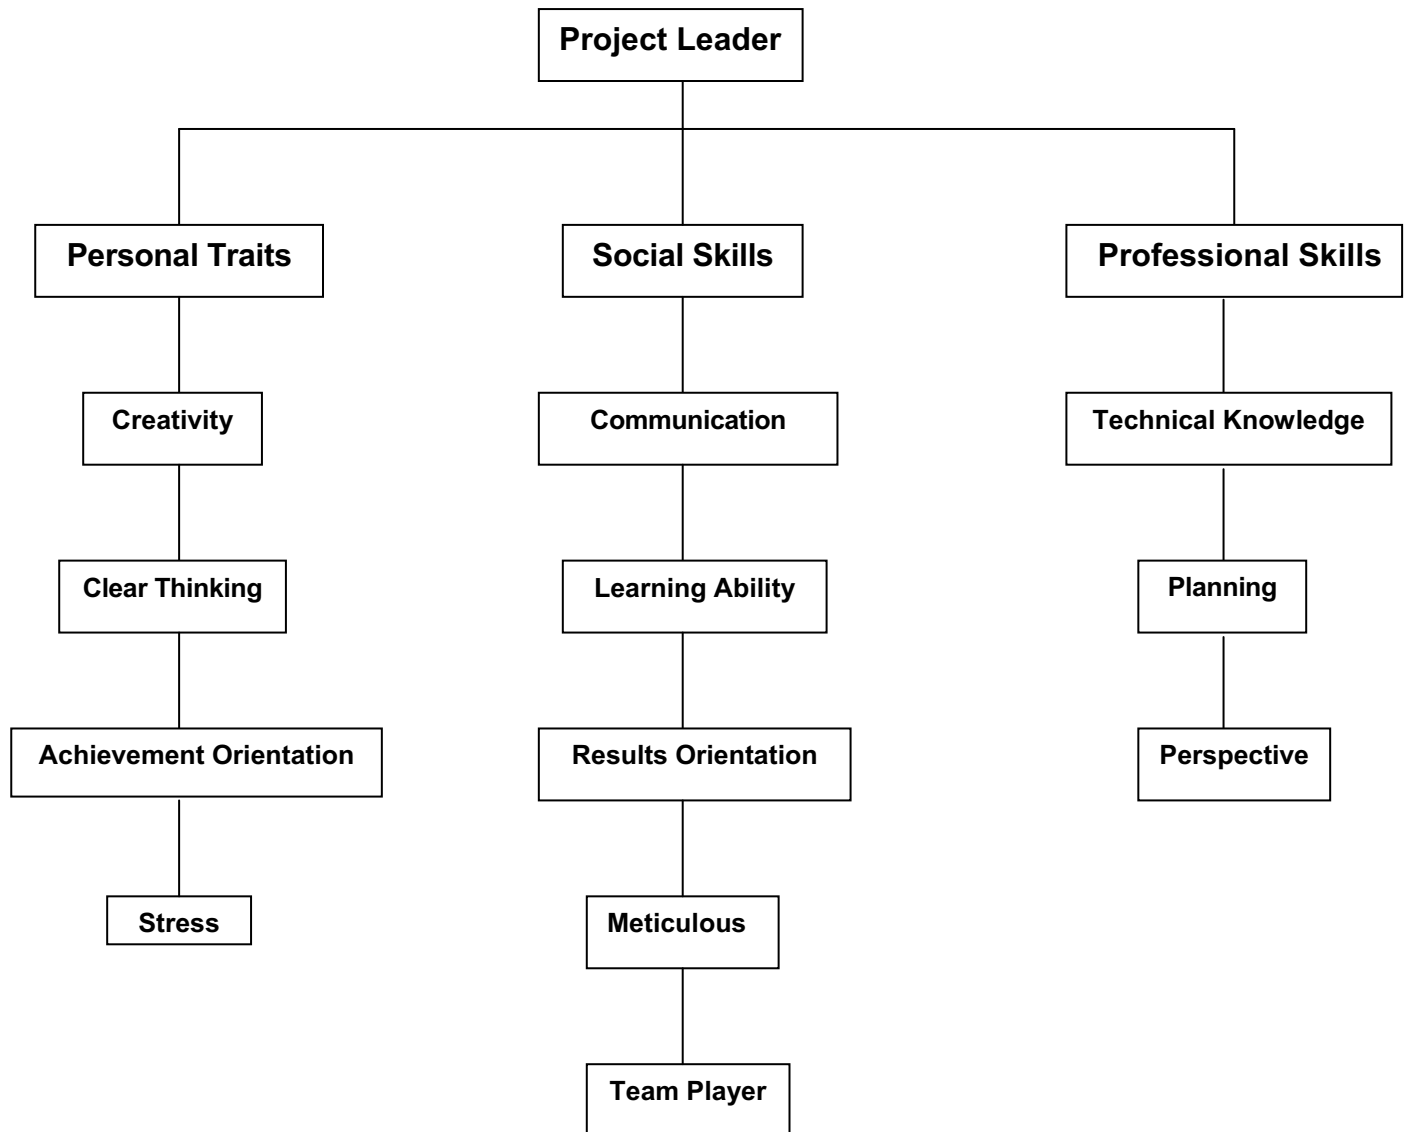 Project Leader
Personal Traits
Social Skills
Professional Skills
Creativity
Communication
Technical Knowledge
Clear Thinking
Learning Ability
Planning
Achievement Orientation
Results Orientation
Perspective
Stress
Meticulous
Team Player